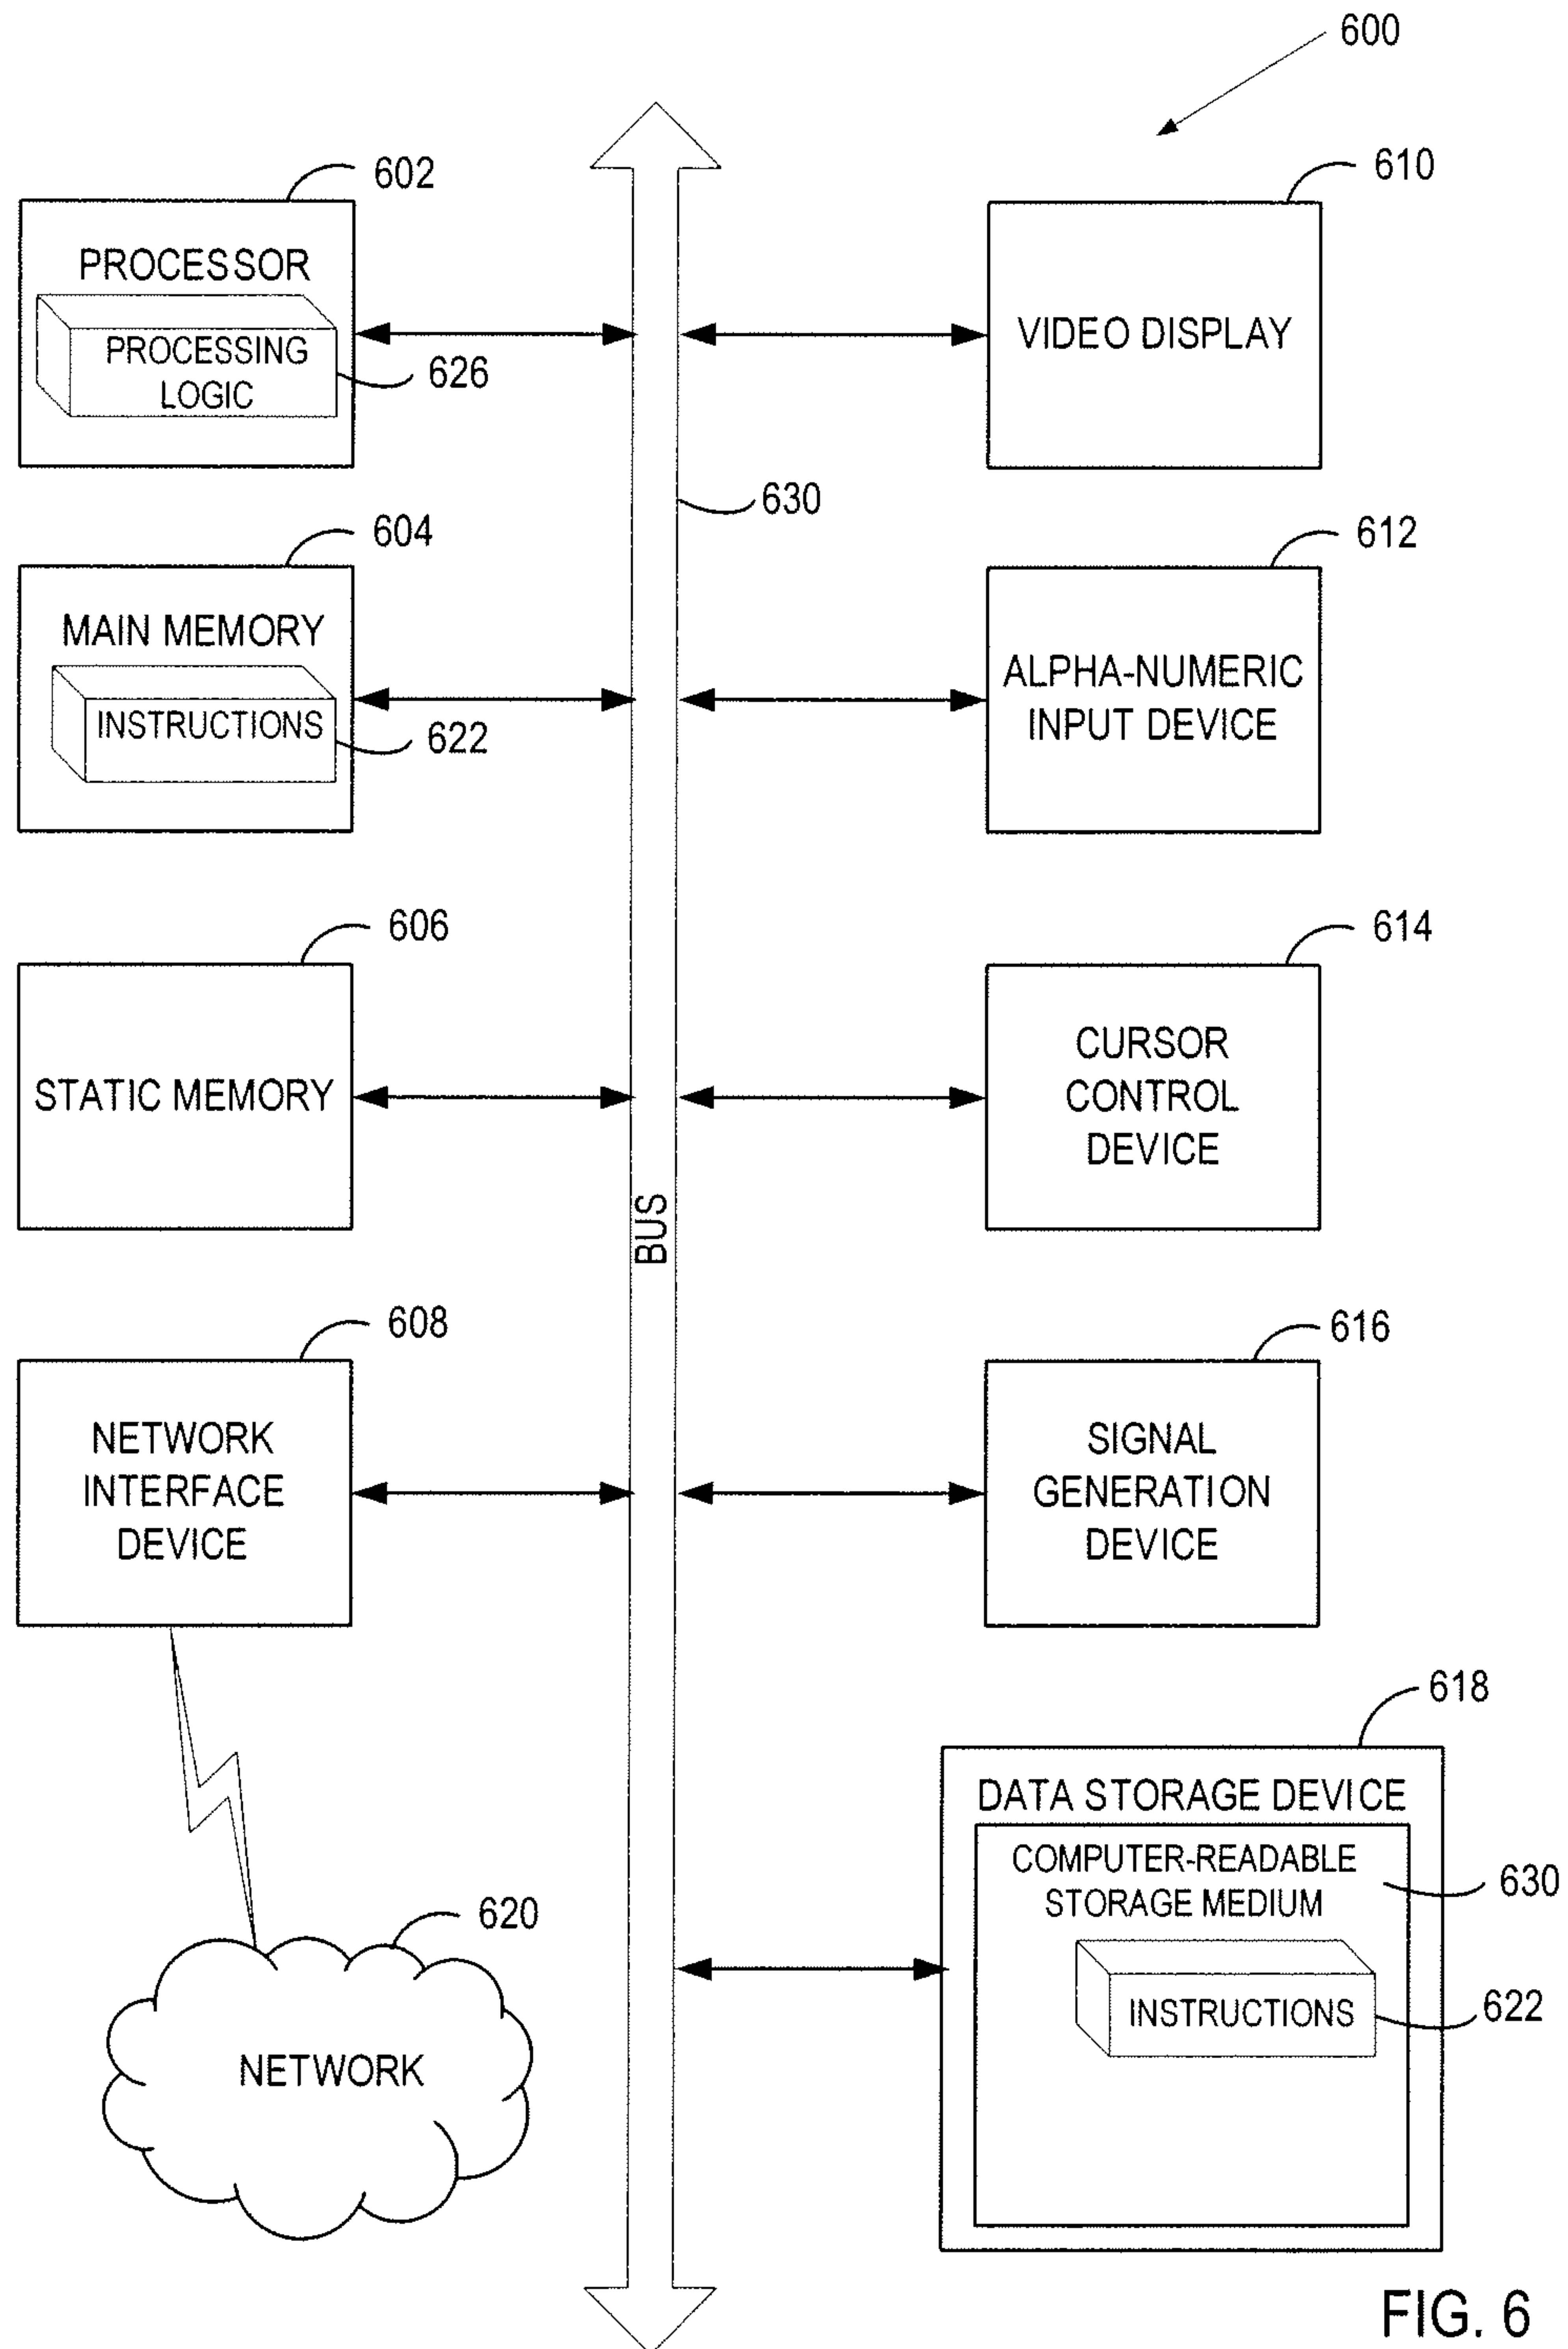 600
602
PROCESSOR
PROCESSING
LOGIC
626
610
VIDEO DISPLAY
630
604
MAIN MEMORY
INSTRUCTIONS
622
612
ALPHA-NUMERIC
INPUT DEVICE
606
STATIC MEMORY
614
CURSOR
CONTROL
DEVICE
BUS
608
NETWORK
INTERFACE
DEVICE
616
SIGNAL
GENERATION
DEVICE
620
NETWORK
618
DATA STORAGE DEVICE
COMPUTER-READABLE
STORAGE MEDIUM
630
INSTRUCTIONS
622
FIG. 6